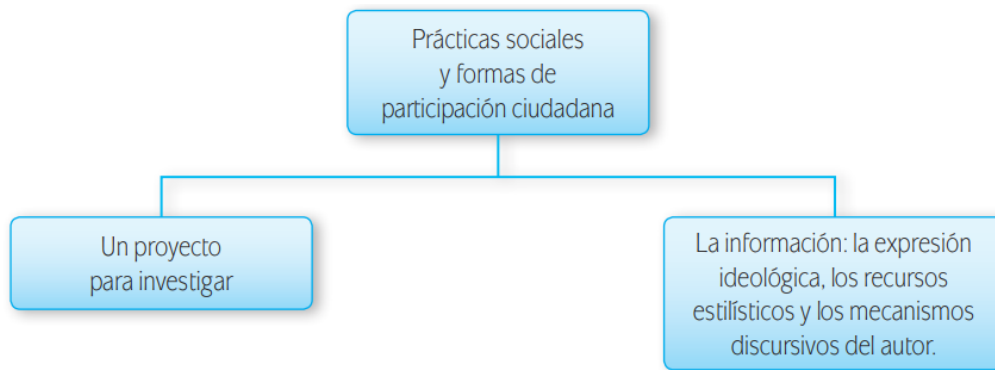 Prácticas sociales
y formas de
participación ciudadana
Un proyecto
para investigar
La información: la expresión
ideológica, los recursos
estilísticos y los mecanismos
discursivos del autor.